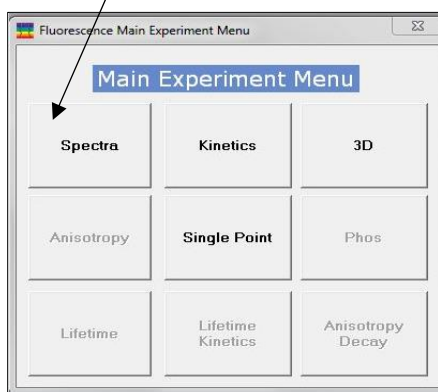 Fluorescence Main Experiment Menu
Main Experiment Menu
Spectra Kinetics 3D
Anisotropy Single Point Phos
Lifetime Lifetime Kinetics Anisotropy Decay